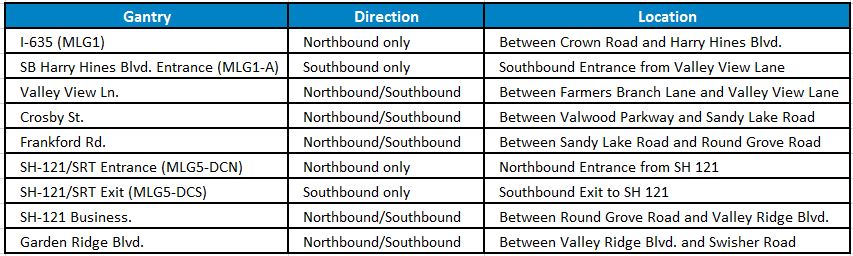 Gantry Direction Location
I-635 (MLG1) Northbound only Between Crown Road and Harry Hines Blvd.
SB Harry Hines Blvd. Entrance (MLG1-A) Southbound only Southbound Entrance from Valley View Lane
Valley View Ln. Northbound/Southbound Between Farmers Branch Lane and Valley View Lane
Crosby St. Northbound/Southbound Between Valwood Parkway and Sandy Lake Road
Frankford Rd. Northbound/Southbound Between Sandy Lake Road and Round Grove Road
SH-121/SRT Entrance (MLG5-DCN) Northbound only Northbound Entrance from SH 121
SH-121/SRT Exit (MLG5-DCS) Southbound only Southbound Exit to SH 121
SH-121 Business. Northbound/Southbound Between Round Grove Road and Valley Ridge Blvd.
Garden Ridge Blvd. Northbound/Southbound Between Valley Ridge Blvd. and Swisher Road